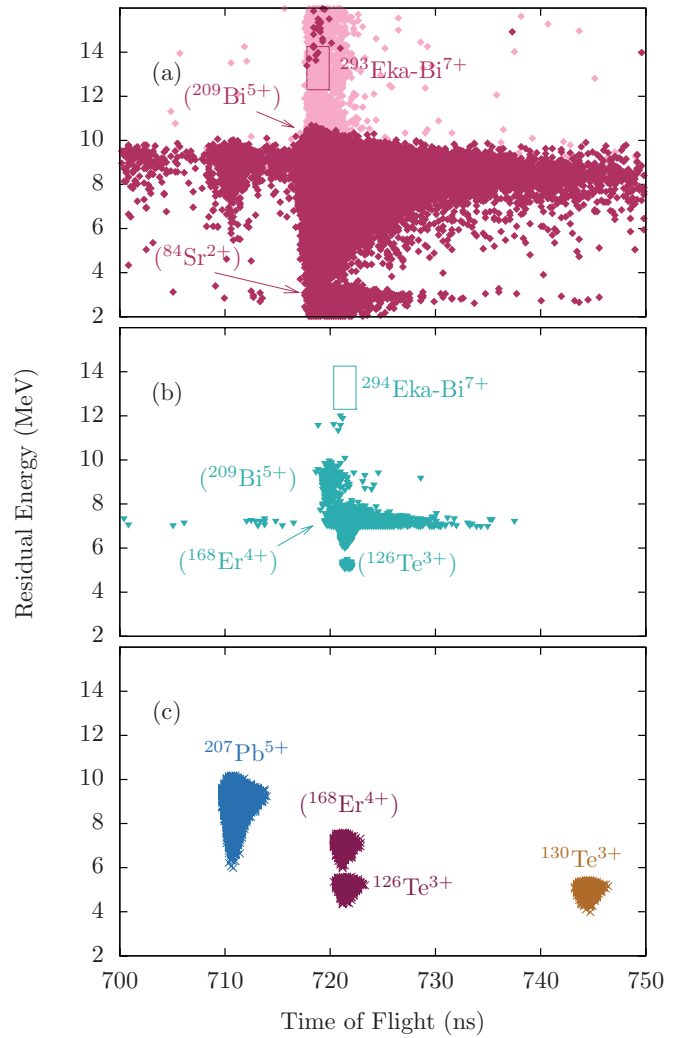 14
12
10
8
6
4
2
(a)
²⁹³Eka-Bi⁷⁺
(²⁰⁹Bi⁵⁺)
(⁸⁴Sr²⁺)
14
12
10
8
6
4
2
(b)
²⁹⁴Eka-Bi⁷⁺
(²⁰⁹Bi⁵⁺)
(¹⁶⁸Er⁴⁺)
(¹²⁶Te³⁺)
Residual Energy (MeV)
14
12
10
8
6
4
2
(c)
²⁰⁷Pb⁵⁺
(¹⁶⁸Er⁴⁺)
¹²⁶Te³⁺
¹³⁰Te³⁺
700 710 720 730 740 750
Time of Flight (ns)